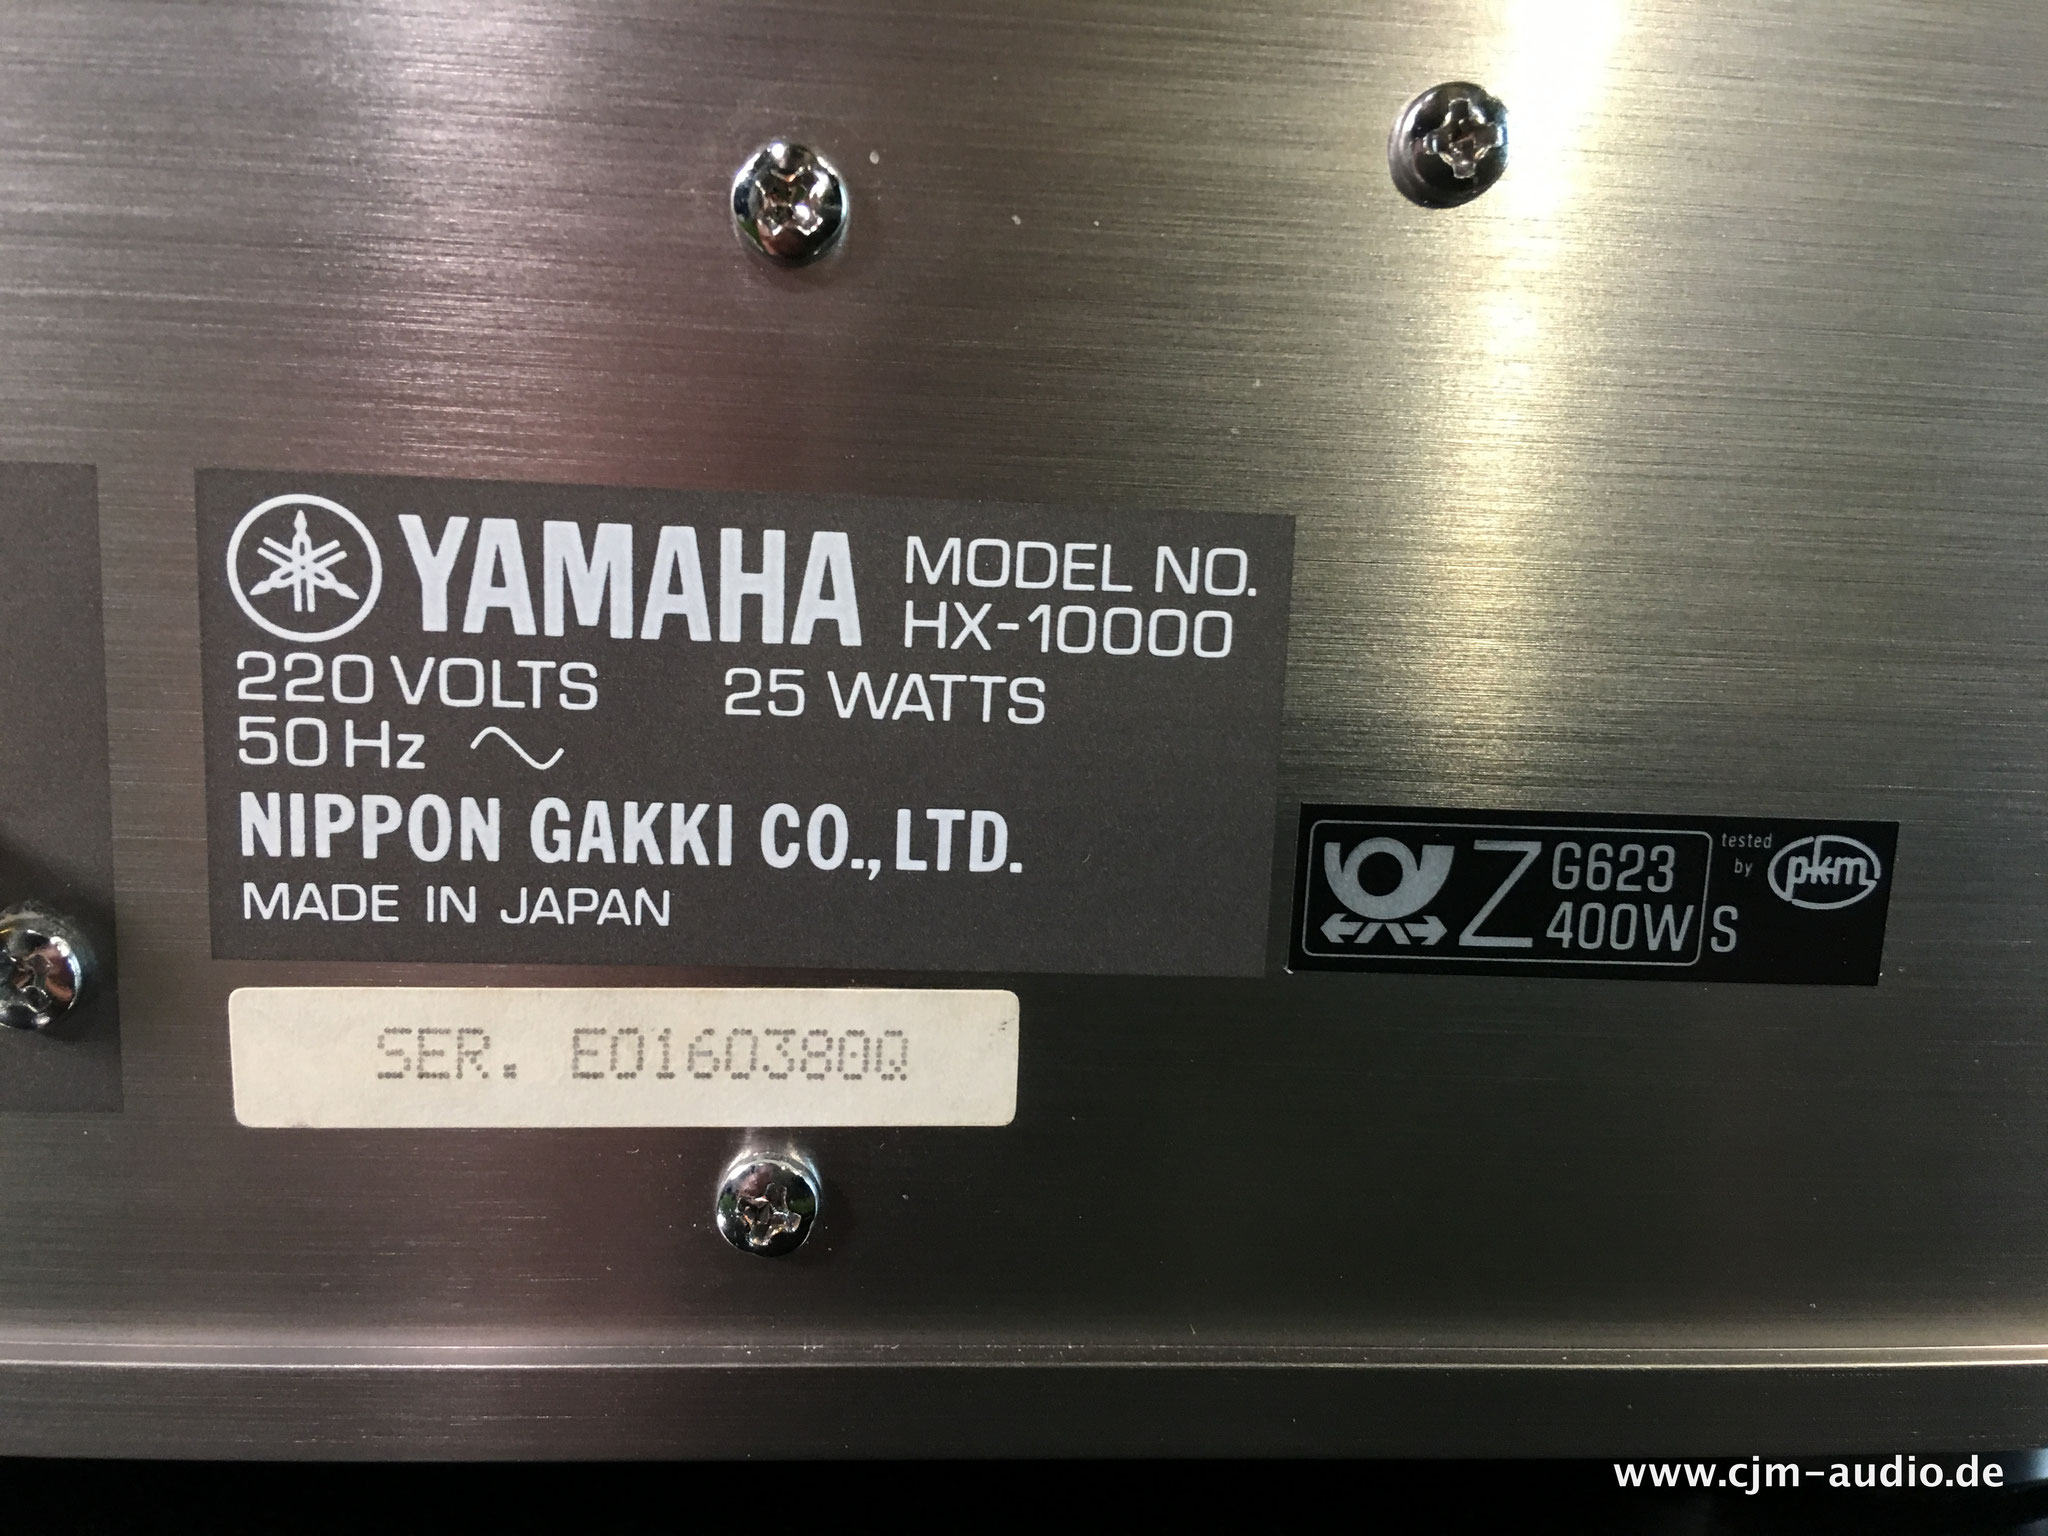 YAMAHA
MODEL NO.
HX-10000
220 VOLTS 25 WATTS
50 Hz
NIPPON GAKKI CO., LTD.
MADE IN JAPAN
Z G623
400W S
tested
by
pkm
SER. E01603800
www.cjm-audio.de